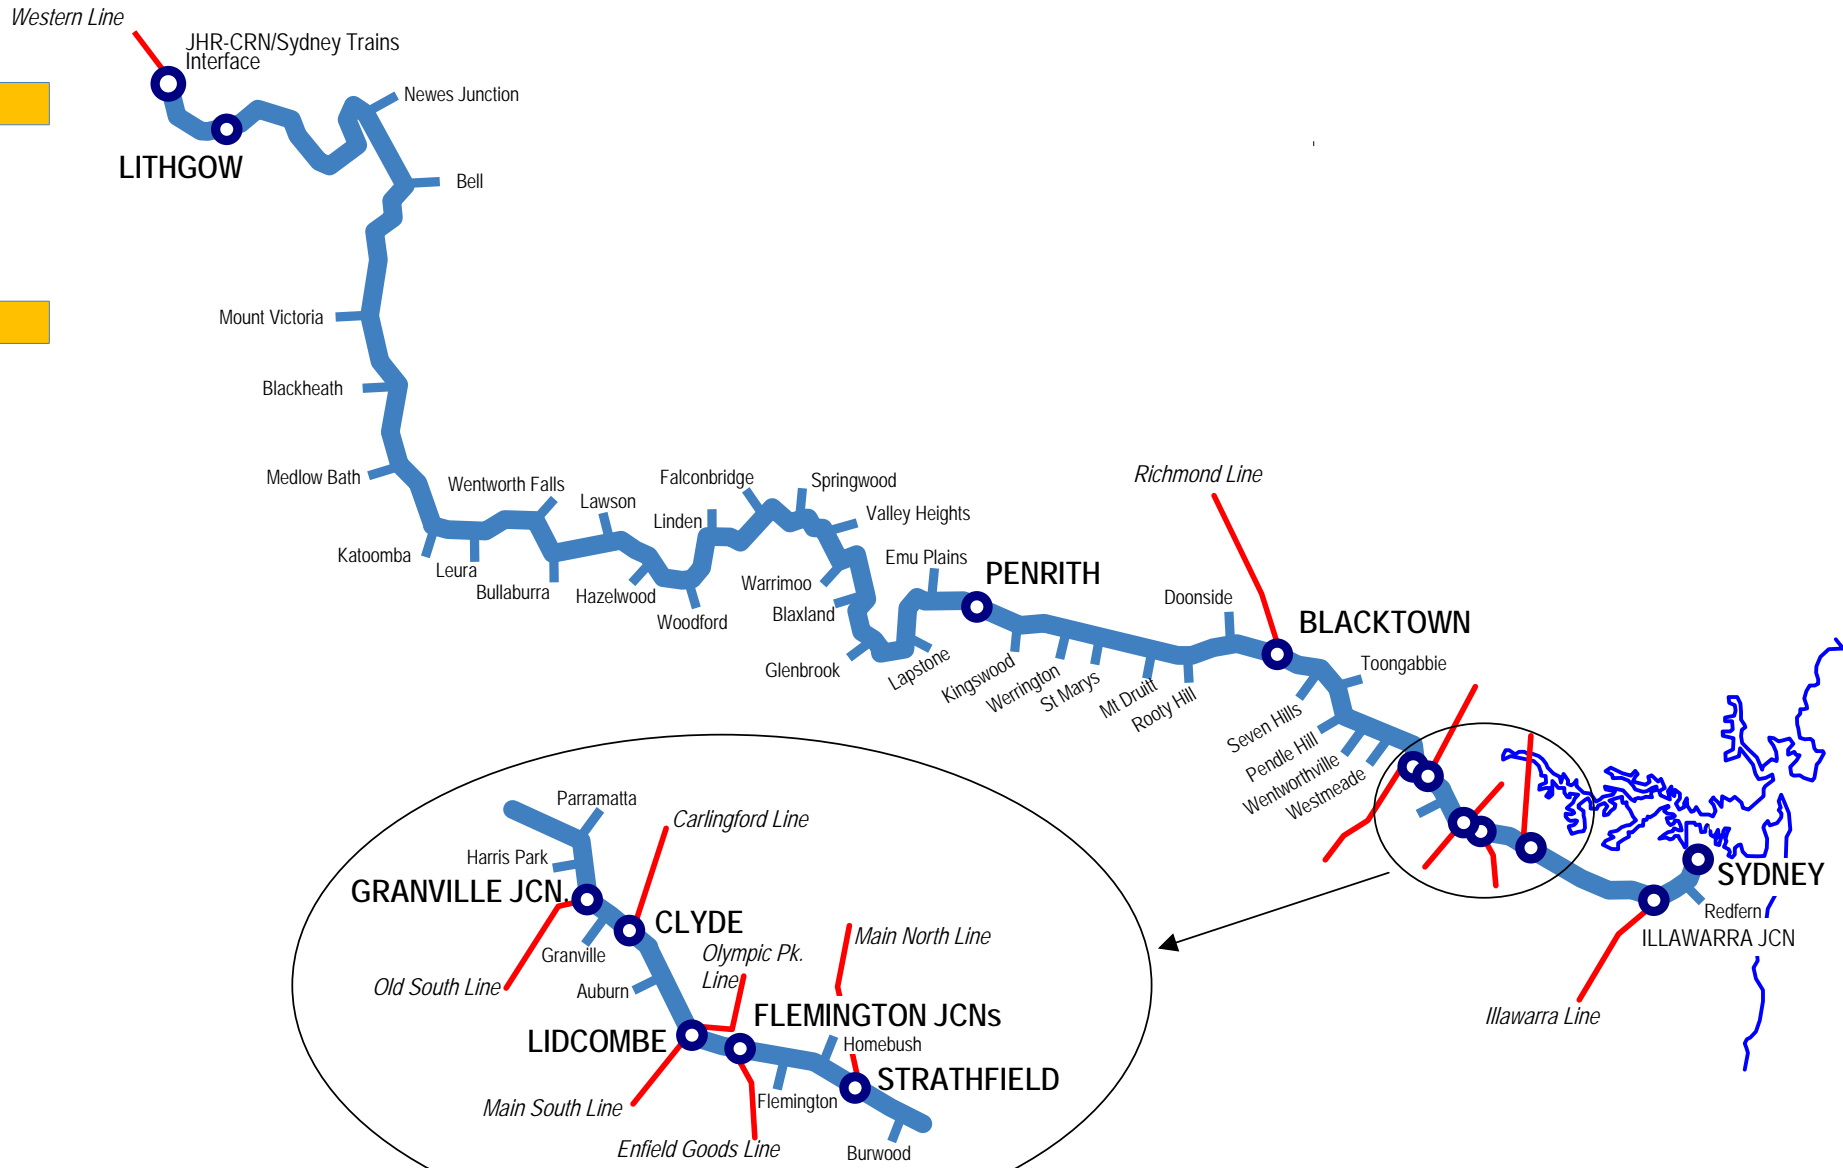 Western Line
JHR-CRN/Sydney Trains
Interface
Newes Junction
LITHGOW
Bell
Mount Victoria
Blackheath
Medlow Bath
Wentworth Falls
Lawson
Falconbridge
Springwood
Linden
Valley Heights
Katoomba
Leura
Bullaburra
Hazelwood
Woodford
Warrimoo
Blaxland
Glenbrook
Emu Plains
Lapstone
PENRITH
Kingswood
Werrington
St Marys
Mt Druitt
Rooty Hill
Doonside
Richmond Line
BLACKTOWN
Toongabbie
Seven Hills
Pendle Hill
Wentworthville
Westmeade
SYDNEY
Redfern
ILLAWARRA JCN
Illawarra Line
Parramatta
Carlingford Line
Harris Park
GRANVILLE JCN.
CLYDE
Granville
Old South Line
Auburn
Olympic Pk.
Line
Main North Line
FLEMINGTON JCNs
LIDCOMBE
Homebush
STRATHFIELD
Main South Line
Flemington
Enfield Goods Line
Burwood